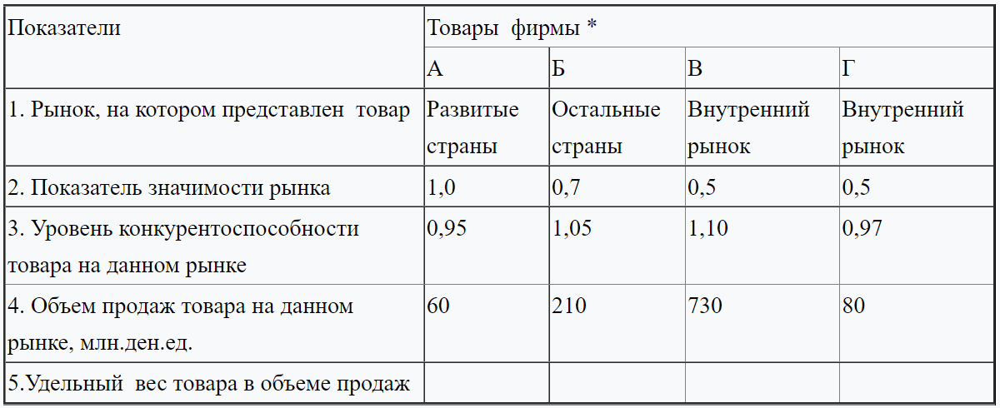 Показатели
Товары фирмы *
А
Б
В
Г
1. Рынок, на котором представлен товар
Развитые
страны
Остальные
страны
Внутренний
рынок
Внутренний
рынок
2. Показатель значимости рынка
1,0
0,7
0,5
0,5
3. Уровень конкурентоспособности
товара на данном рынке
0,95
1,05
1,10
0,97
4. Объем продаж товара на данном
рынке, млн.ден.ед.
60
210
730
80
5.Удельный вес товара в объеме продаж